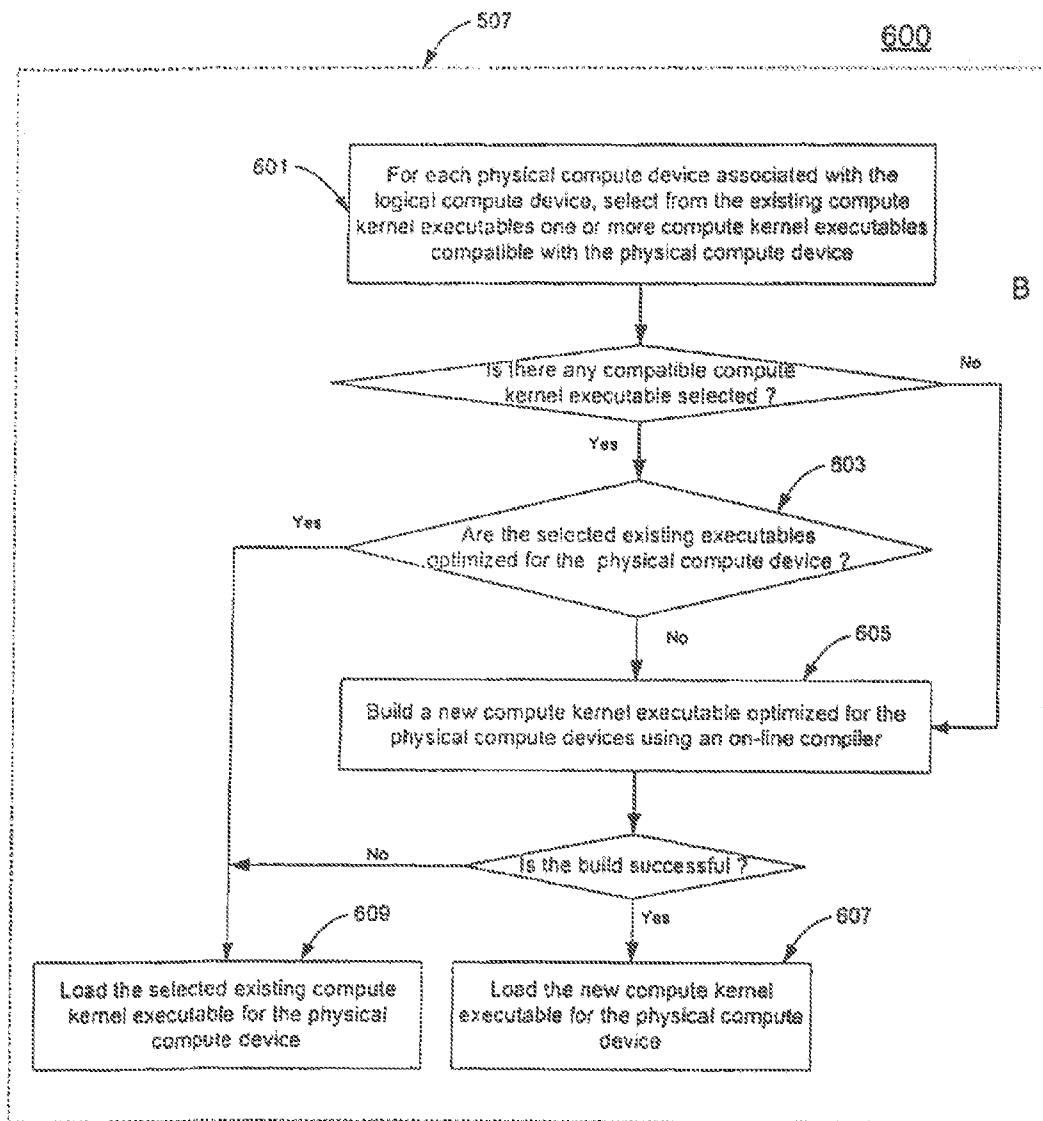 507
600
601
For each physical compute device associated with the
logical compute device, select from the existing compute
kernel executables one or more compute kernel executables
compatible with the physical compute device
B
Is there any compatible compute
kernel executable selected ?
No
Yes
603
Yes
Are the selected existing executables
optimized for the physical compute device ?
No
605
Build a new compute kernel executable optimized for the
physical compute devices using an on-line compiler
No
Is the build successful ?
Yes
609
607
Load the selected existing compute
kernel executable for the physical
compute device
Load the new compute kernel
executable for the physical compute
device